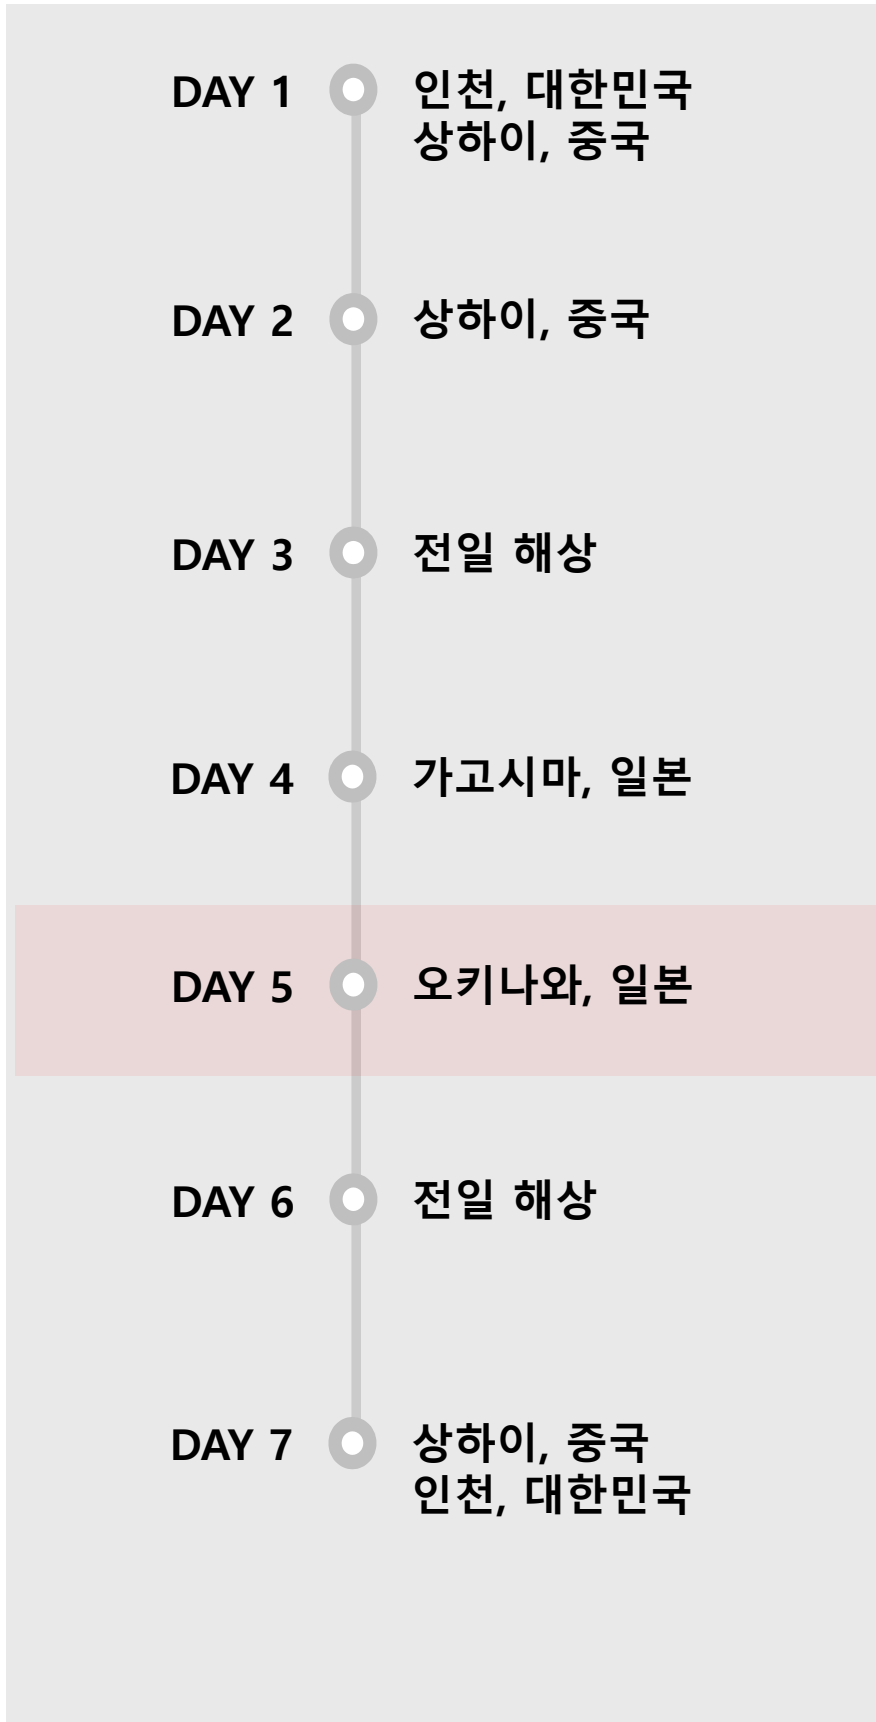 DAY 1 인천, 대한민국
상하이, 중국
DAY 2 상하이, 중국
DAY 3 전일 해상
DAY 4 가고시마, 일본
DAY 5 오키나와, 일본
DAY 6 전일 해상
DAY 7 상하이, 중국
인천, 대한민국